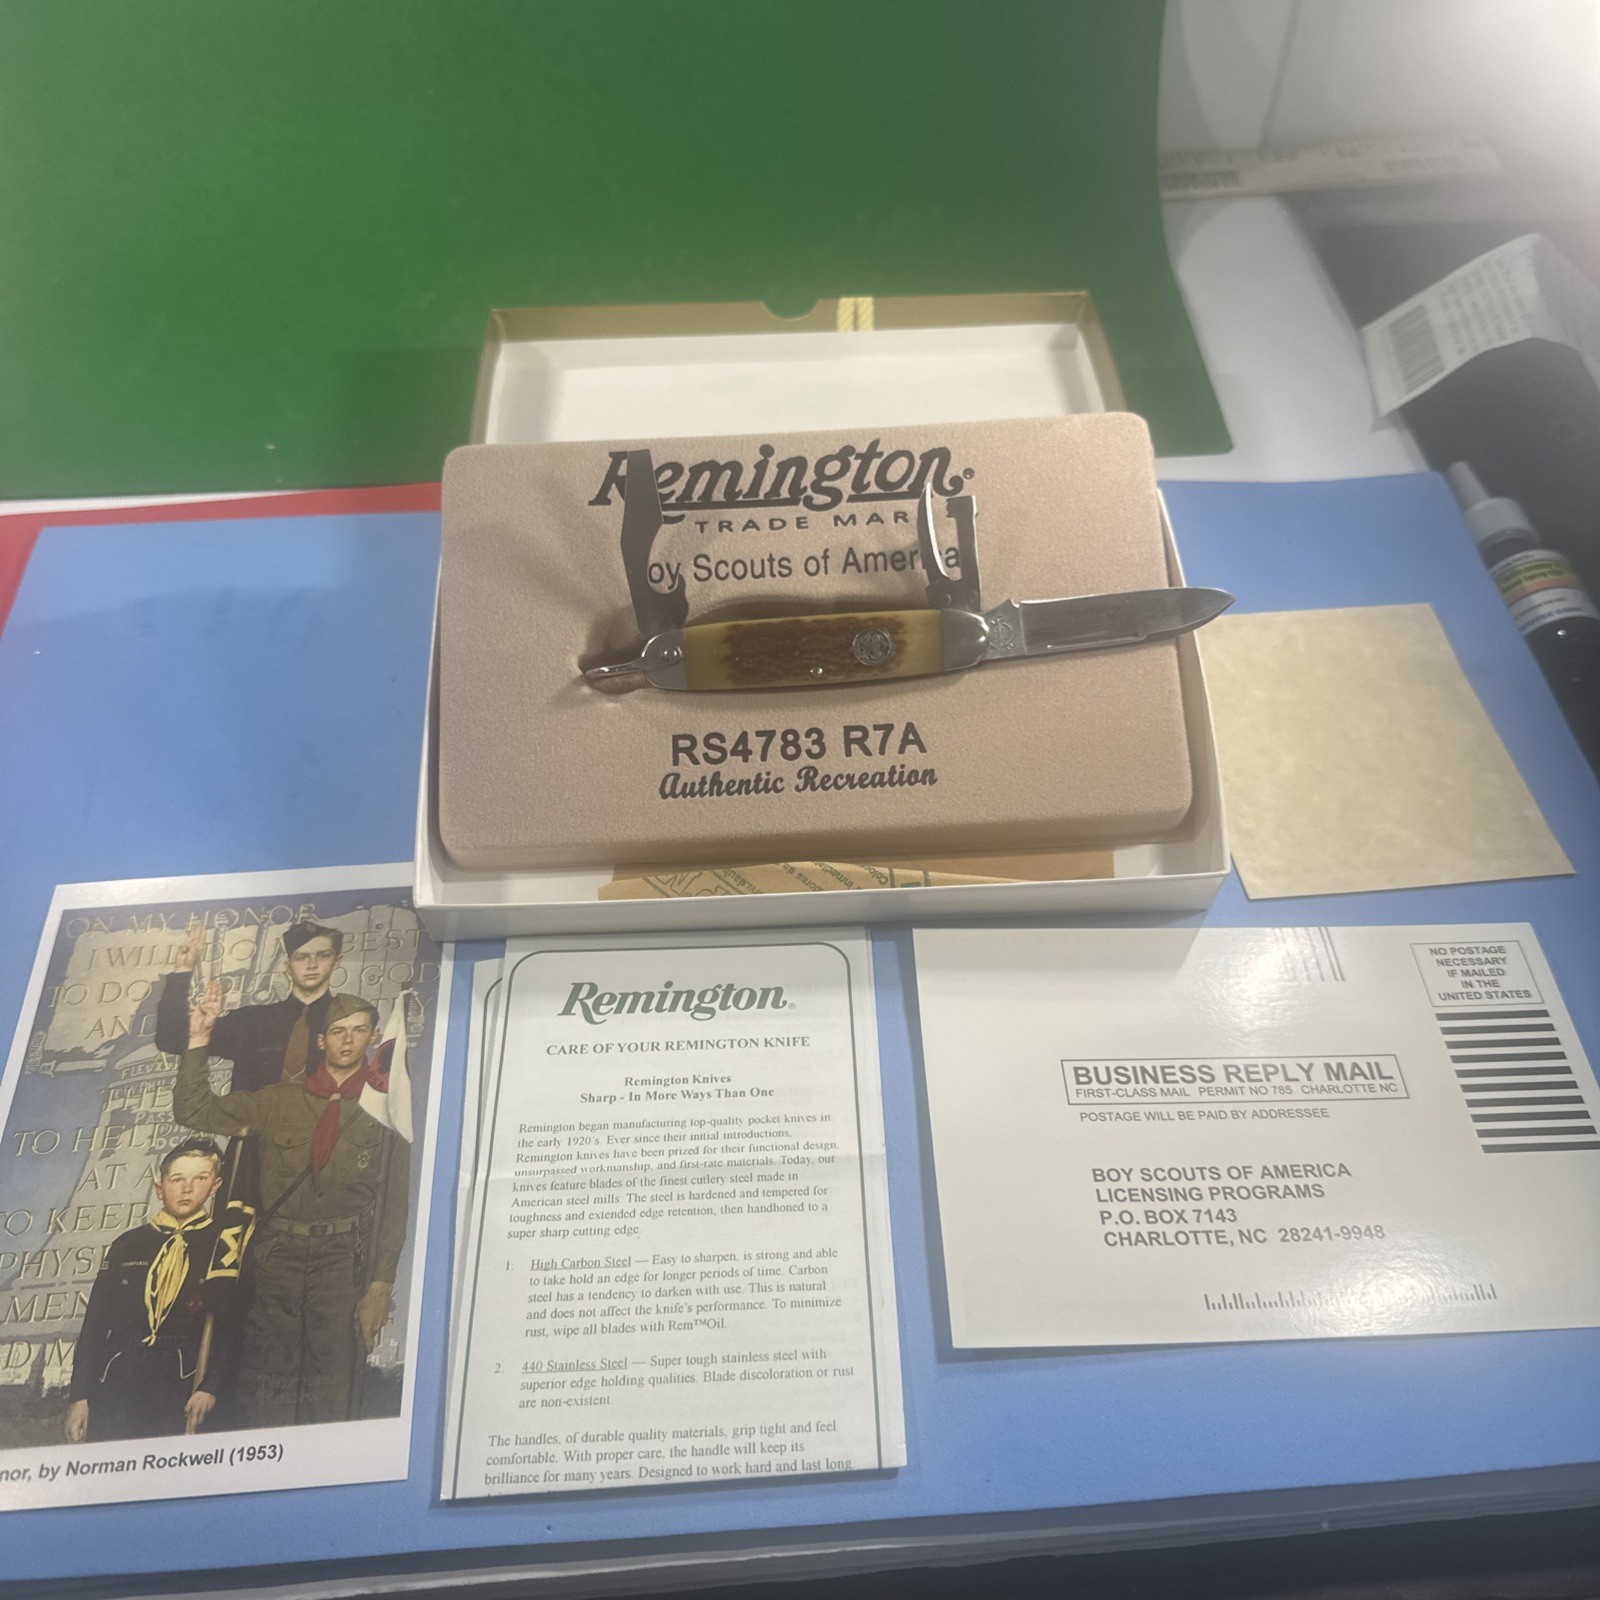 Remington®
TRADE MAR
oy Scouts of Amer a
RS4783 R7A
Authentic Recreation
ON MY HONOR
I WILL DO M BEST
TO DO DUTY O GOD
AND
THE
TO HELP
AT A
O KEEP
PHYS
MEN
D M
nor, by Norman Rockwell (1953)
Remington®
CARE OF YOUR REMINGTON KNIFE
Remington Knives
Sharp - In More Ways Than One
Remington began manufacturing top-quality pocket knives in
the early 1920's. Ever since their initial introductions,
Remington knives have been prized for their functional design,
unsurpassed workmanship, and first-rate materials. Today, our
knives feature blades of the finest cutlery steel made in
American steel mills. The steel is hardened and tempered for
toughness and extended edge retention, then handhoned to a
super sharp cutting edge.
1. High Carbon Steel — Easy to sharpen, is strong and able
to take hold an edge for longer periods of time. Carbon
steel has a tendency to darken with use. This is natural
and does not affect the knife's performance. To minimize
rust, wipe all blades with Rem™Oil.
2. 440 Stainless Steel — Super tough stainless steel with
superior edge holding qualities. Blade discoloration or rust
are non-existent.
The handles, of durable quality materials, grip tight and feel
comfortable. With proper care, the handle will keep its
brilliance for many years. Designed to work hard and last long,
NO POSTAGE
NECESSARY
IF MAILED
IN THE
UNITED STATES
BUSINESS REPLY MAIL
FIRST-CLASS MAIL PERMIT NO 785 CHARLOTTE NC
POSTAGE WILL BE PAID BY ADDRESSEE
BOY SCOUTS OF AMERICA
LICENSING PROGRAMS
P.O. BOX 7143
CHARLOTTE, NC 28241-9948